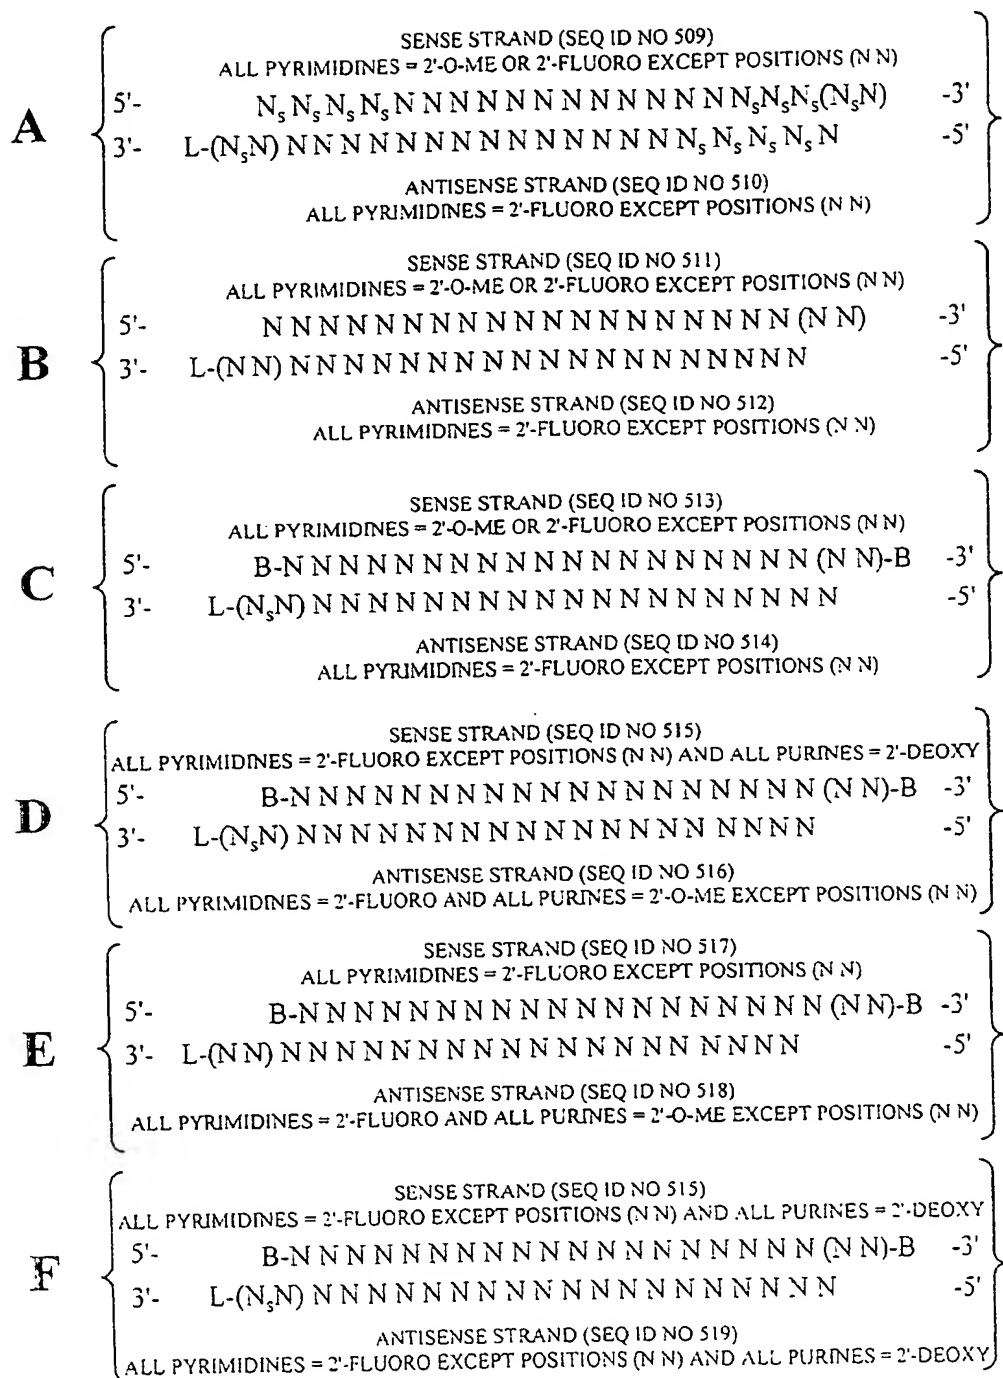 A
SENSE STRAND (SEQ ID NO 509)
ALL PYRIMIDINES = 2'-O-ME OR 2'-FLUORO EXCEPT POSITIONS (N N)
5'- NsNsNsNsN N N N N N N N N N N N NsNsNs(NsN) -3'
3'- L-(NsN) N N N N N N N N N N N N N N Ns Ns Ns Ns N -5'
ANTISENSE STRAND (SEQ ID NO 510)
ALL PYRIMIDINES = 2'-FLUORO EXCEPT POSITIONS (N N)
B
SENSE STRAND (SEQ ID NO 511)
ALL PYRIMIDINES = 2'-O-ME OR 2'-FLUORO EXCEPT POSITIONS (N N)
5'- N N N N N N N N N N N N N N N N N N N (N N) -3'
3'- L-(N N) N N N N N N N N N N N N N N N N N N N -5'
ANTISENSE STRAND (SEQ ID NO 512)
ALL PYRIMIDINES = 2'-FLUORO EXCEPT POSITIONS (N N)
C
SENSE STRAND (SEQ ID NO 513)
ALL PYRIMIDINES = 2'-O-ME OR 2'-FLUORO EXCEPT POSITIONS (N N)
5'- B-N N N N N N N N N N N N N N N N N N N (N N)-B -3'
3'- L-(NsN) N N N N N N N N N N N N N N N N N N N -5'
ANTISENSE STRAND (SEQ ID NO 514)
ALL PYRIMIDINES = 2'-FLUORO EXCEPT POSITIONS (N N)
D
SENSE STRAND (SEQ ID NO 515)
ALL PYRIMIDINES = 2'-FLUORO EXCEPT POSITIONS (N N) AND ALL PURINES = 2'-DEOXY
5'- B-N N N N N N N N N N N N N N N N N N N (N N)-B -3'
3'- L-(NsN) N N N N N N N N N N N N N N N N N N N -5'
ANTISENSE STRAND (SEQ ID NO 516)
ALL PYRIMIDINES = 2'-FLUORO AND ALL PURINES = 2'-O-ME EXCEPT POSITIONS (N N)
E
SENSE STRAND (SEQ ID NO 517)
ALL PYRIMIDINES = 2'-FLUORO EXCEPT POSITIONS (N N)
5'- B-N N N N N N N N N N N N N N N N N N N (N N)-B -3'
3'- L-(N N) N N N N N N N N N N N N N N N N N N N -5'
ANTISENSE STRAND (SEQ ID NO 518)
ALL PYRIMIDINES = 2'-FLUORO AND ALL PURINES = 2'-O-ME EXCEPT POSITIONS (N N)
F
SENSE STRAND (SEQ ID NO 515)
ALL PYRIMIDINES = 2'-FLUORO EXCEPT POSITIONS (N N) AND ALL PURINES = 2'-DEOXY
5'- B-N N N N N N N N N N N N N N N N N N N (N N)-B -3'
3'- L-(NsN) N N N N N N N N N N N N N N N N N N N -5'
ANTISENSE STRAND (SEQ ID NO 519)
ALL PYRIMIDINES = 2'-FLUORO EXCEPT POSITIONS (N N) AND ALL PURINES = 2'-DEOXY